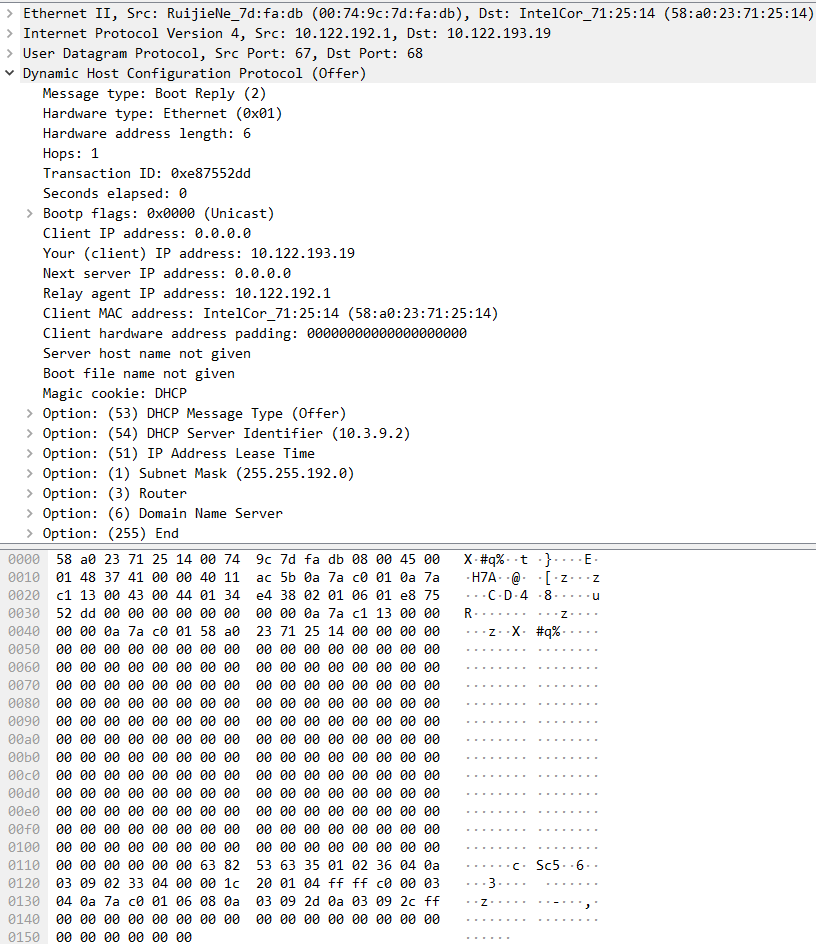 Ethernet II, Src: RuijieNe_7d:fa:db (00:74:9c:7d:fa:db), Dst: IntelCor_71:25:14 (58:a0:23:71:25:14)
Internet Protocol Version 4, Src: 10.122.192.1, Dst: 10.122.193.19
User Datagram Protocol, Src Port: 67, Dst Port: 68
Dynamic Host Configuration Protocol (Offer)
Message type: Boot Reply (2)
Hardware type: Ethernet (0x01)
Hardware address length: 6
Hops: 1
Transaction ID: 0xe87552dd
Seconds elapsed: 0
Bootp flags: 0x0000 (Unicast)
Client IP address: 0.0.0.0
Your (client) IP address: 10.122.193.19
Next server IP address: 0.0.0.0
Relay agent IP address: 10.122.192.1
Client MAC address: IntelCor_71:25:14 (58:a0:23:71:25:14)
Client hardware address padding: 00000000000000000000
Server host name not given
Boot file name not given
Magic cookie: DHCP
Option: (53) DHCP Message Type (Offer)
Option: (54) DHCP Server Identifier (10.3.9.2)
Option: (51) IP Address Lease Time
Option: (1) Subnet Mask (255.255.192.0)
Option: (3) Router
Option: (6) Domain Name Server
Option: (255) End
0000 58 a0 23 71 25 14 00 74 9c 7d fa db 08 00 45 00 X·#q%··t ·}····E·
0010 01 48 37 41 00 00 40 11 ac 5b 0a 7a c0 01 0a 7a ·H7A··@· ·[·z···z
0020 c1 13 00 43 00 44 01 34 e4 38 02 01 06 01 e8 75 ···C·D·4 ·8·····u
0030 52 dd 00 00 00 00 00 00 00 00 0a 7a c1 13 00 00 R······· ···z····
0040 00 00 0a 7a c0 01 58 a0 23 71 25 14 00 00 00 00 ···z··X· #q%·····
0050 00 00 00 00 00 00 00 00 00 00 00 00 00 00 00 00 ········ ········
0060 00 00 00 00 00 00 00 00 00 00 00 00 00 00 00 00 ········ ········
0070 00 00 00 00 00 00 00 00 00 00 00 00 00 00 00 00 ········ ········
0080 00 00 00 00 00 00 00 00 00 00 00 00 00 00 00 00 ········ ········
0090 00 00 00 00 00 00 00 00 00 00 00 00 00 00 00 00 ········ ········
00a0 00 00 00 00 00 00 00 00 00 00 00 00 00 00 00 00 ········ ········
00b0 00 00 00 00 00 00 00 00 00 00 00 00 00 00 00 00 ········ ········
00c0 00 00 00 00 00 00 00 00 00 00 00 00 00 00 00 00 ········ ········
00d0 00 00 00 00 00 00 00 00 00 00 00 00 00 00 00 00 ········ ········
00e0 00 00 00 00 00 00 00 00 00 00 00 00 00 00 00 00 ········ ········
00f0 00 00 00 00 00 00 00 00 00 00 00 00 00 00 00 00 ········ ········
0100 00 00 00 00 00 00 00 00 00 00 00 00 00 00 00 00 ········ ········
0110 00 00 00 00 00 00 63 82 53 63 35 01 02 36 04 0a ······c· Sc5··6··
0120 03 09 02 33 04 00 00 1c 20 01 04 ff ff c0 00 03 ···3···· ·······
0130 04 0a 7a c0 01 06 08 0a 03 09 2d 0a 03 09 2c ff ··z····· ··-···,·
0140 00 00 00 00 00 00 00 00 00 00 00 00 00 00 00 00 ········ ········
0150 00 00 00 00 00 00 ······